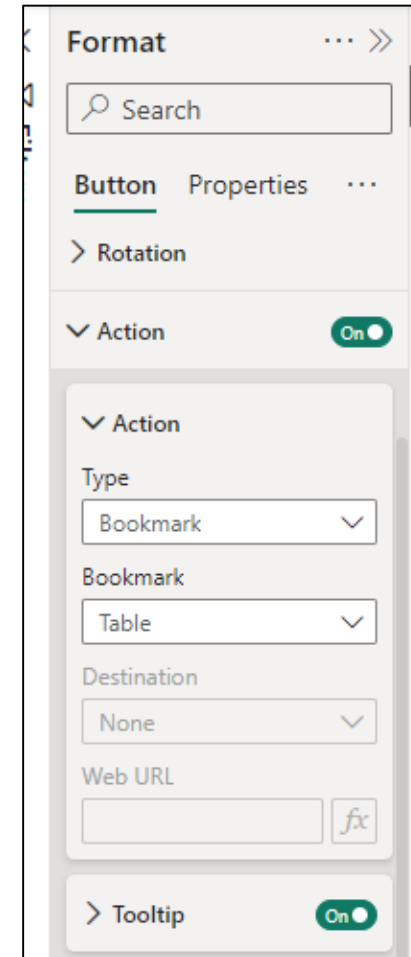 Format
Search
Button Properties
Rotation
Action On
Action
Type
Bookmark
Bookmark
Table
Destination
None
Web URL
fx
Tooltip On